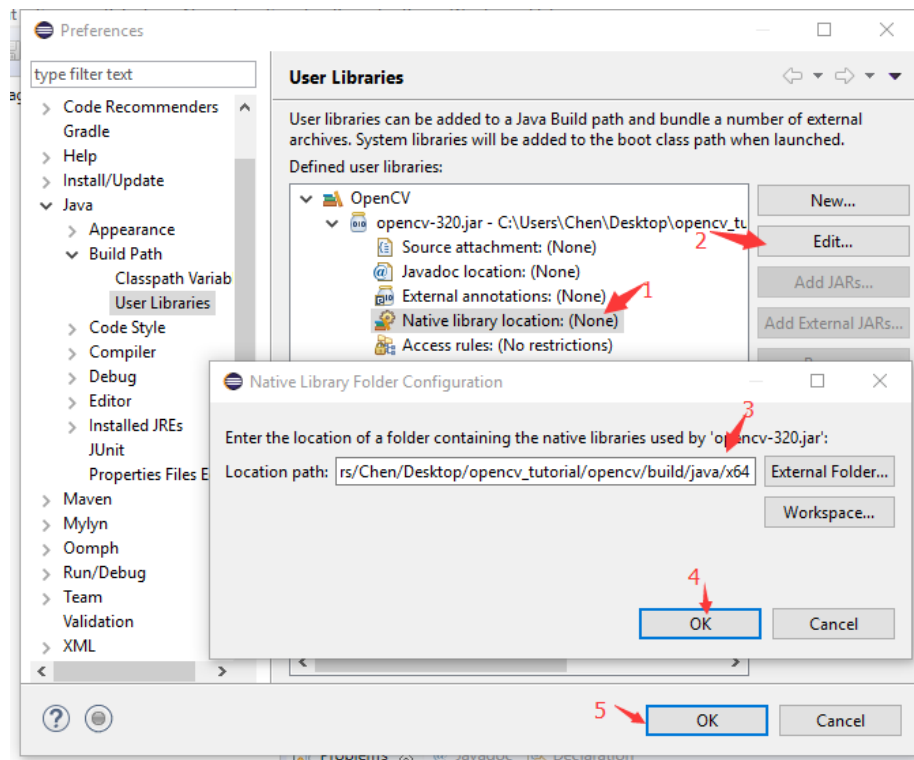 Preferences
type filter text
User Libraries
Code Recommenders
Gradle
Help
Install/Update
Java
Appearance
Build Path
Classpath Variab
User Libraries
Code Style
Compiler
Debug
Editor
Installed JREs
JUnit
Properties Files E
Maven
Mylyn
Oomph
Run/Debug
Team
Validation
XML
User libraries can be added to a Java Build path and bundle a number of external
archives. System libraries will be added to the boot class path when launched.
Defined user libraries:
OpenCV
opencv-320.jar - C:\Users\Chen\Desktop\opencv_tu
Source attachment: (None)
Javadoc location: (None)
External annotations: (None)
1
Native library location: (None)
Access rules: (No restrictions)
New...
2
Edit...
Add JARs...
Add External JARs...
Native Library Folder Configuration
3
Enter the location of a folder containing the native libraries used by 'opencv-320.jar':
Location path: rs/Chen/Desktop/opencv_tutorial/opencv/build/java/x64
External Folder...
Workspace...
4
OK
Cancel
5
OK
Cancel
Problems
Javadoc
Declaration